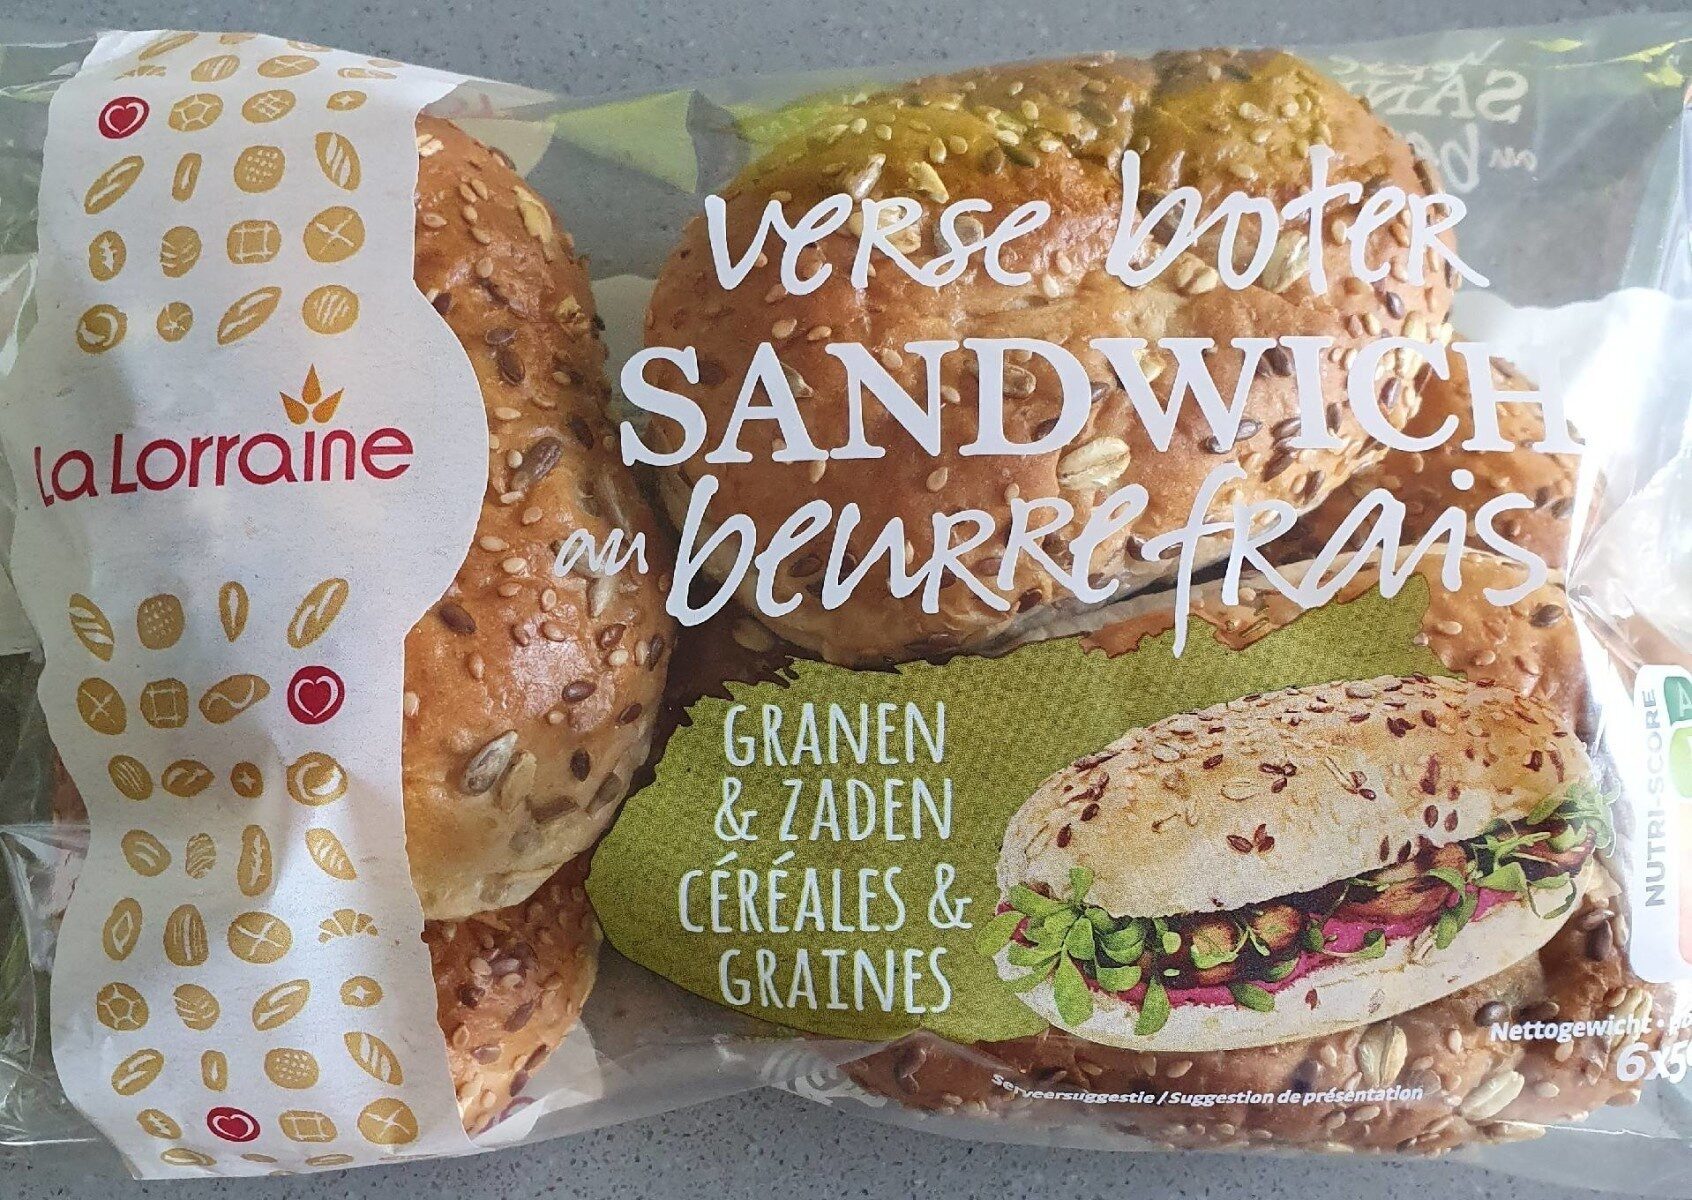 La Lorraine
verse boter
SANDWICH
au beurre frais
GRANEN
& ZADEN
CÉRÉALES &
GRAINES
NUTRI-SCORE
A
Nettogewicht •
Serveersuggestie / Suggestion de présentation